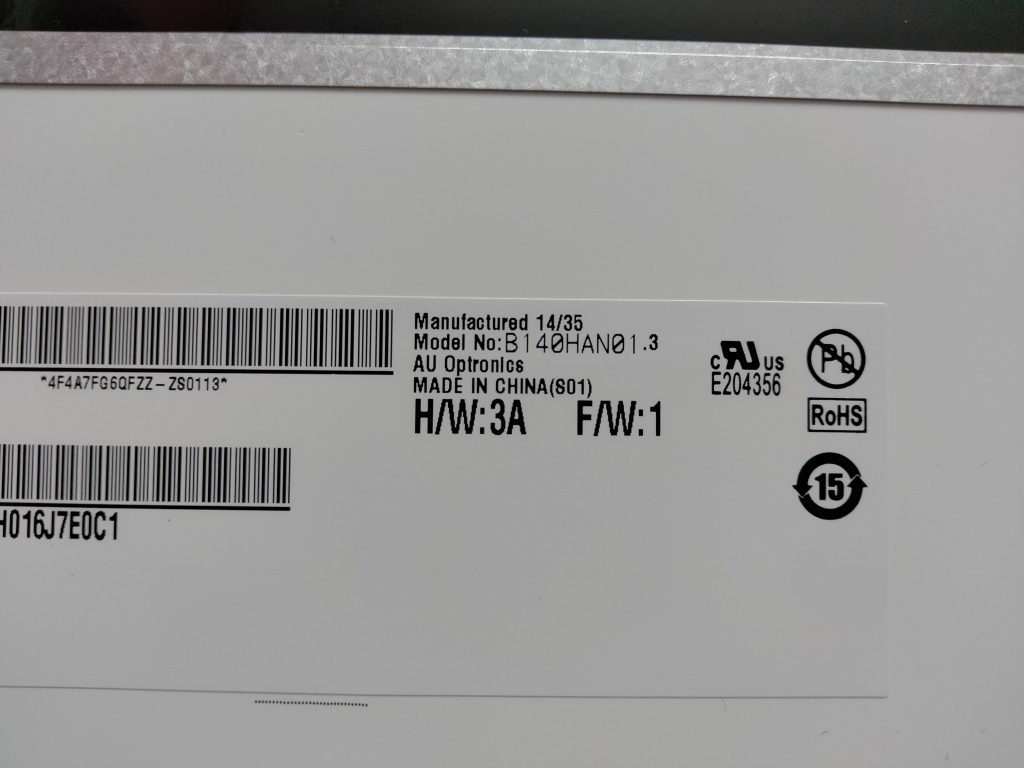 Manufactured 14/35
Model No:B140HAN01.3
AU Optronics
MADE IN CHINA(S01)
H/W:3A F/W:1
*4F4A7FG6QFZZ-ZS0113*
H016J7E0C1
c RU US
E204356
Pb
RoHS
15